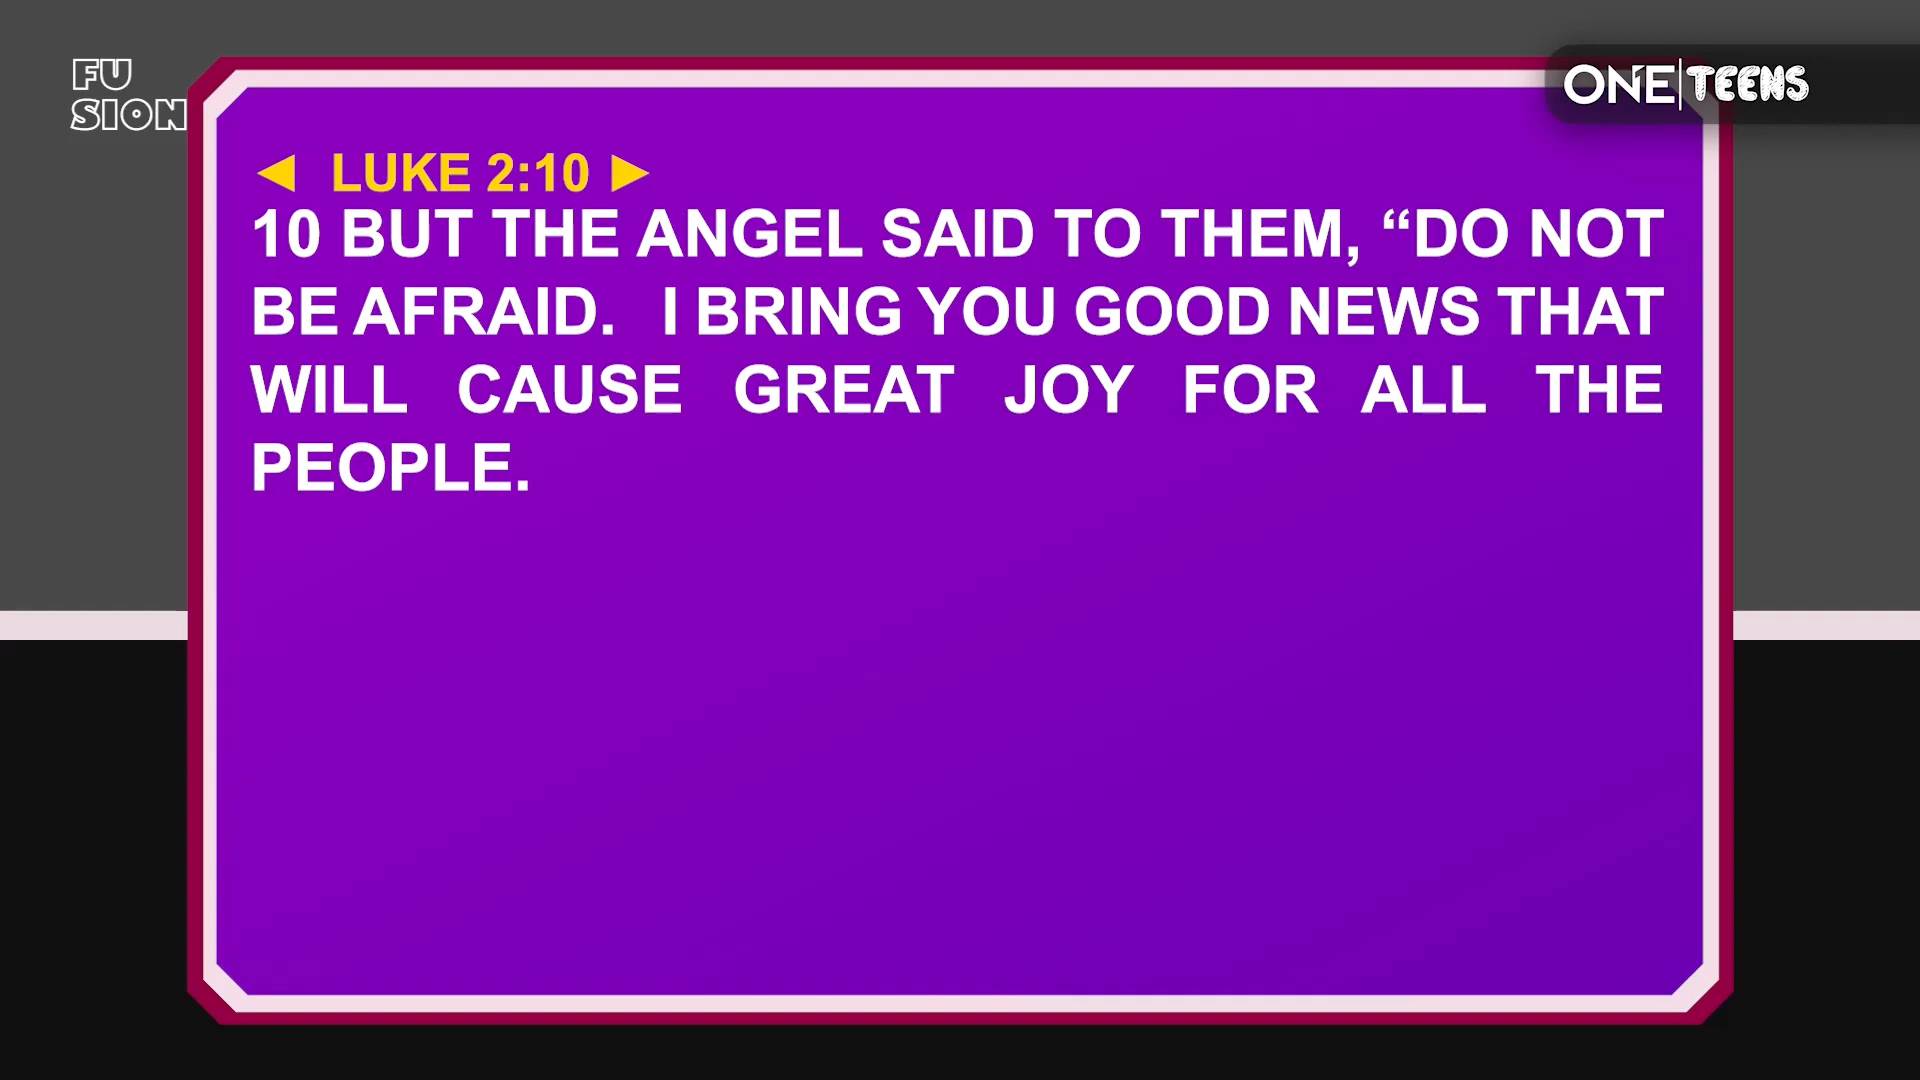 FU
SION
ONE|TEENS
◄ LUKE 2:10 ►
10 BUT THE ANGEL SAID TO THEM, “DO NOT
BE AFRAID. I BRING YOU GOOD NEWS THAT
WILL CAUSE GREAT JOY FOR ALL THE
PEOPLE.